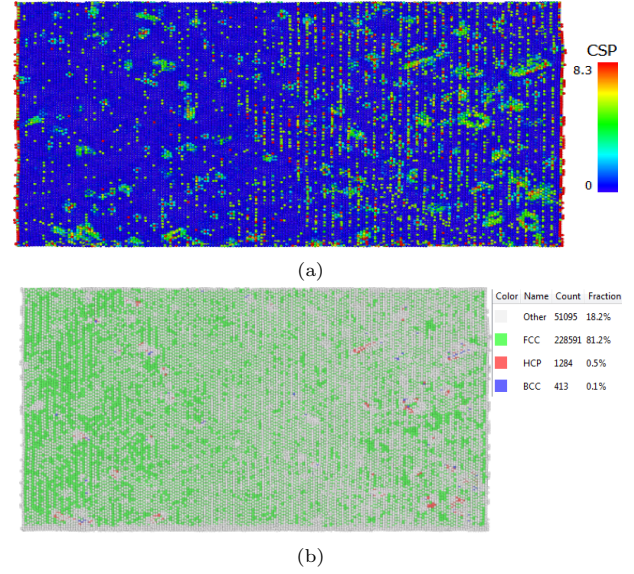 CSP
8.3
0
(a)
Color Name Count Fraction
Other 51095 18.2%
FCC 228591 81.2%
HCP 1284 0.5%
BCC 413 0.1%
(b)